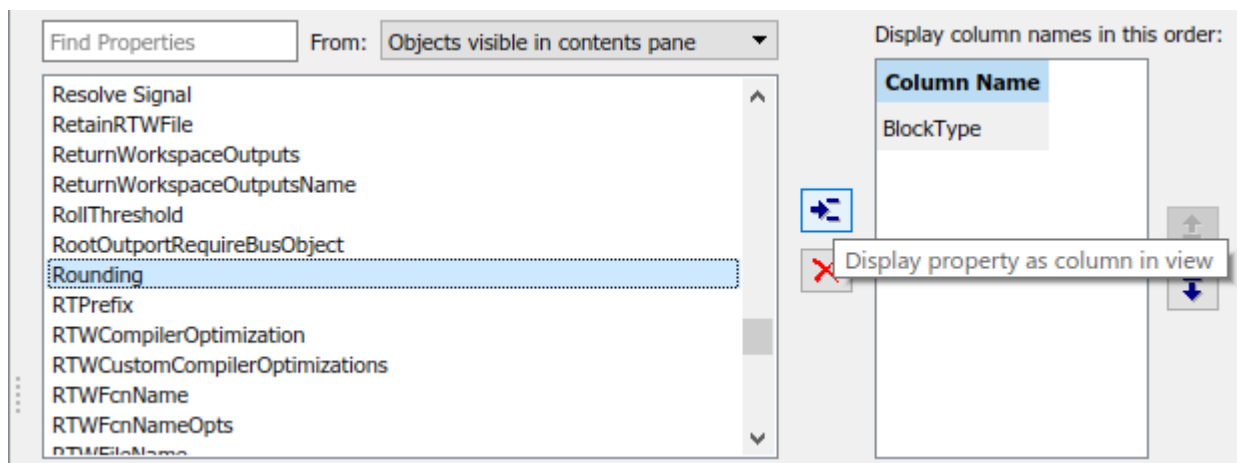 Find Properties
From: Objects visible in contents pane
Display column names in this order:
Resolve Signal
RetainRTWFile
ReturnWorkspaceOutputs
ReturnWorkspaceOutputsName
RollThreshold
RootOutportRequireBusObject
Rounding
RTPrefix
RTWCompilerOptimization
RTWCustomCompilerOptimizations
RTWFcnName
RTWFcnNameOpts
RTWFileName
Column Name
BlockType
Display property as column in view